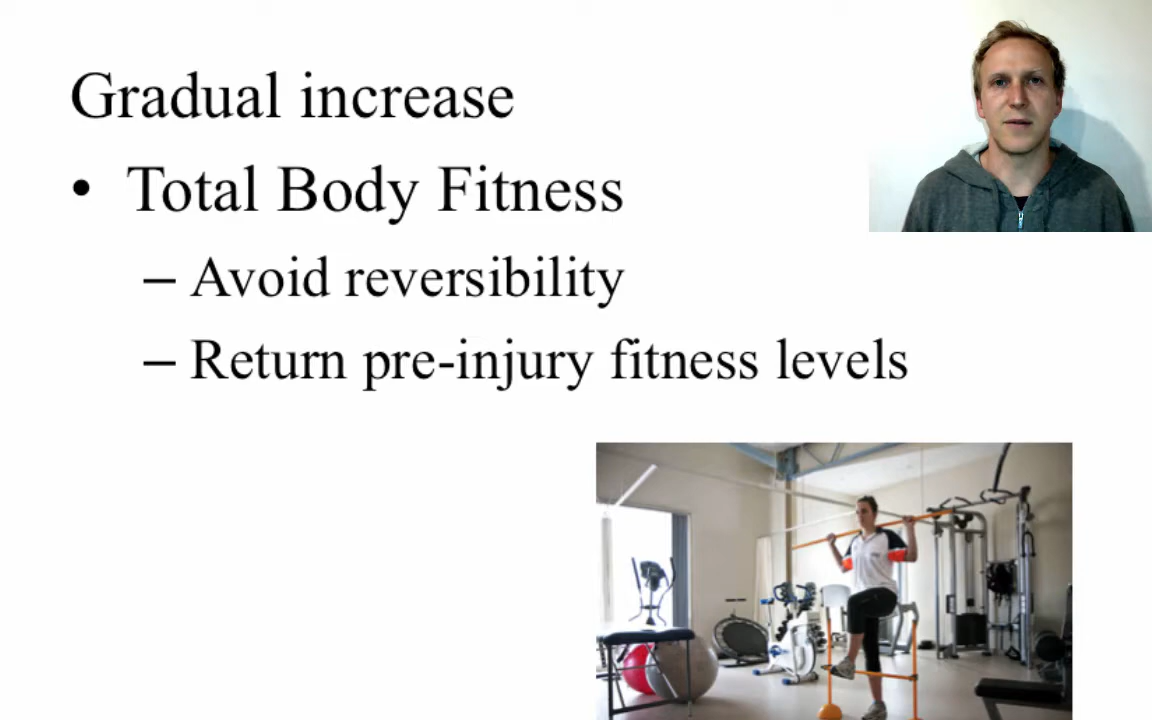 Gradual increase
• Total Body Fitness
– Avoid reversibility
– Return pre-injury fitness levels